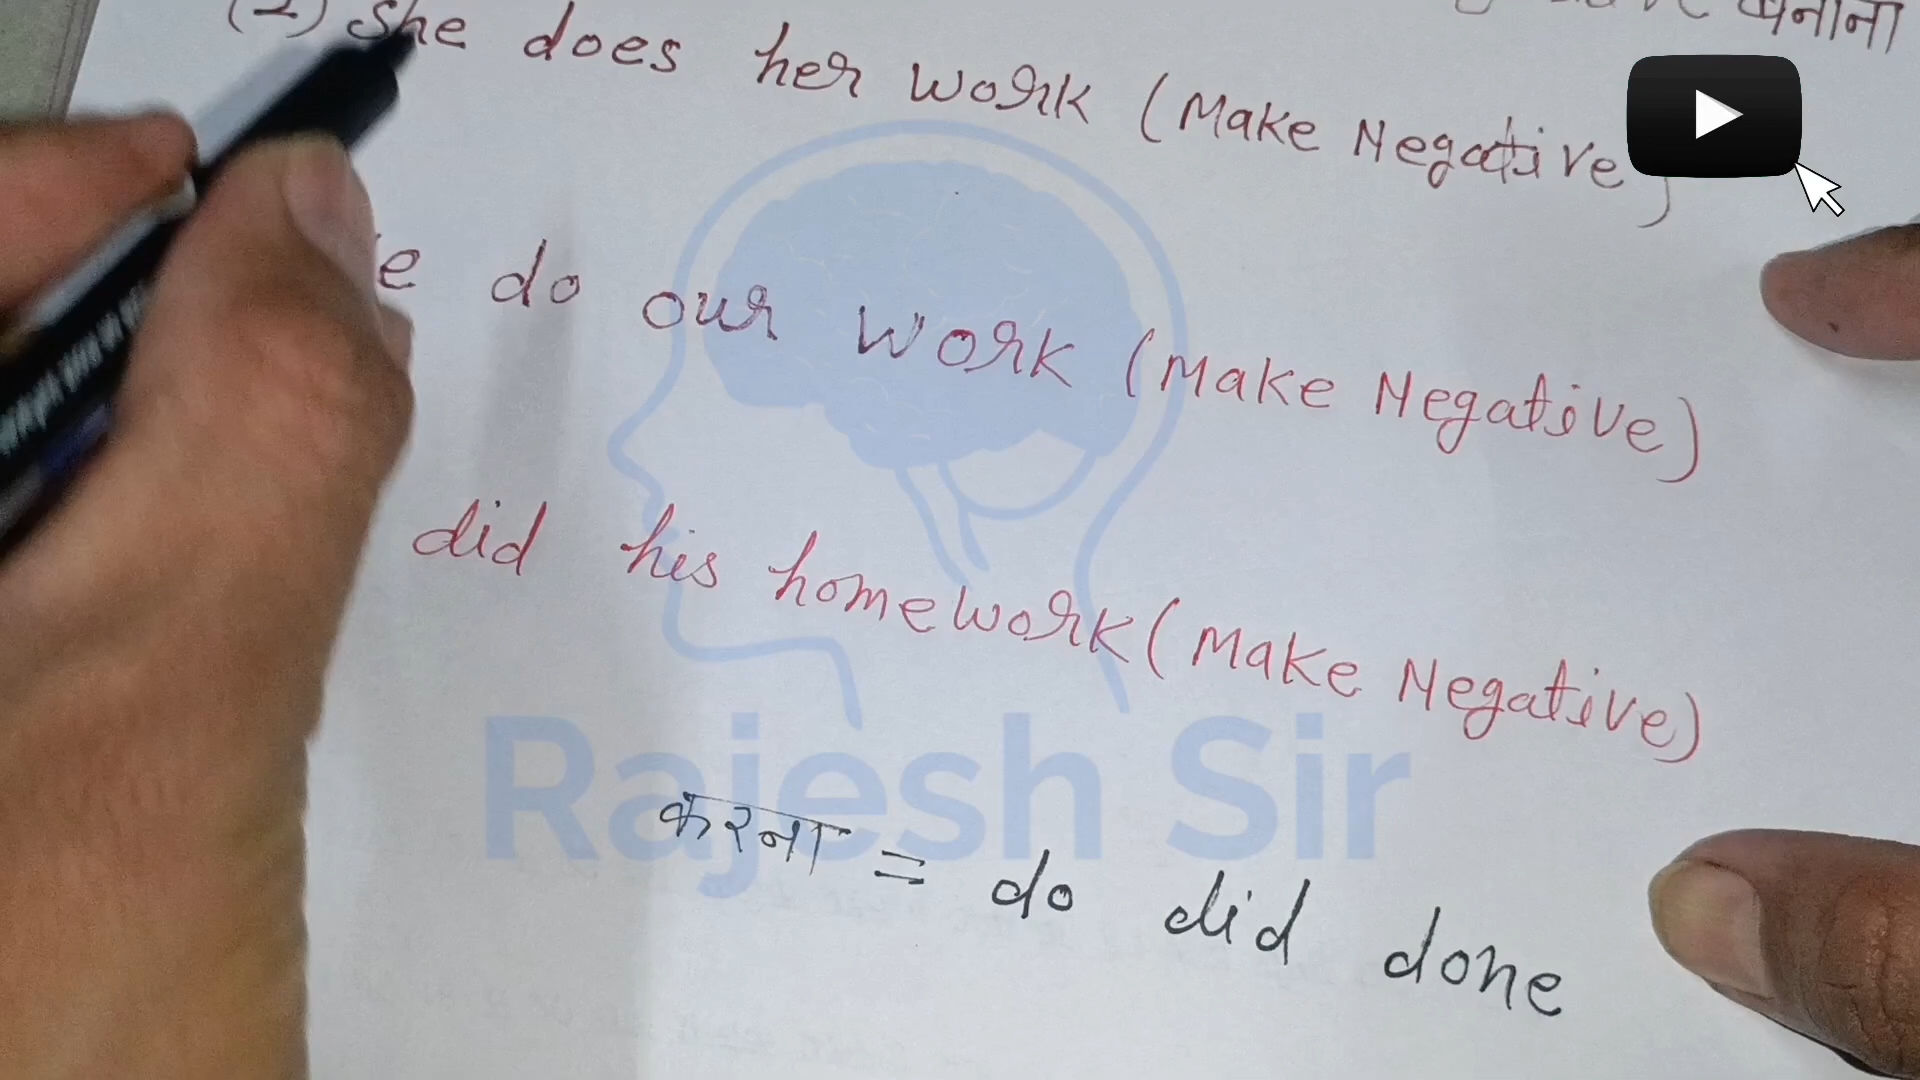 बनाना
She does her work (Make Negative)
do our work (Make Negative)
did his homework (Make Negative)
Rajesh Sir
करना = do did done